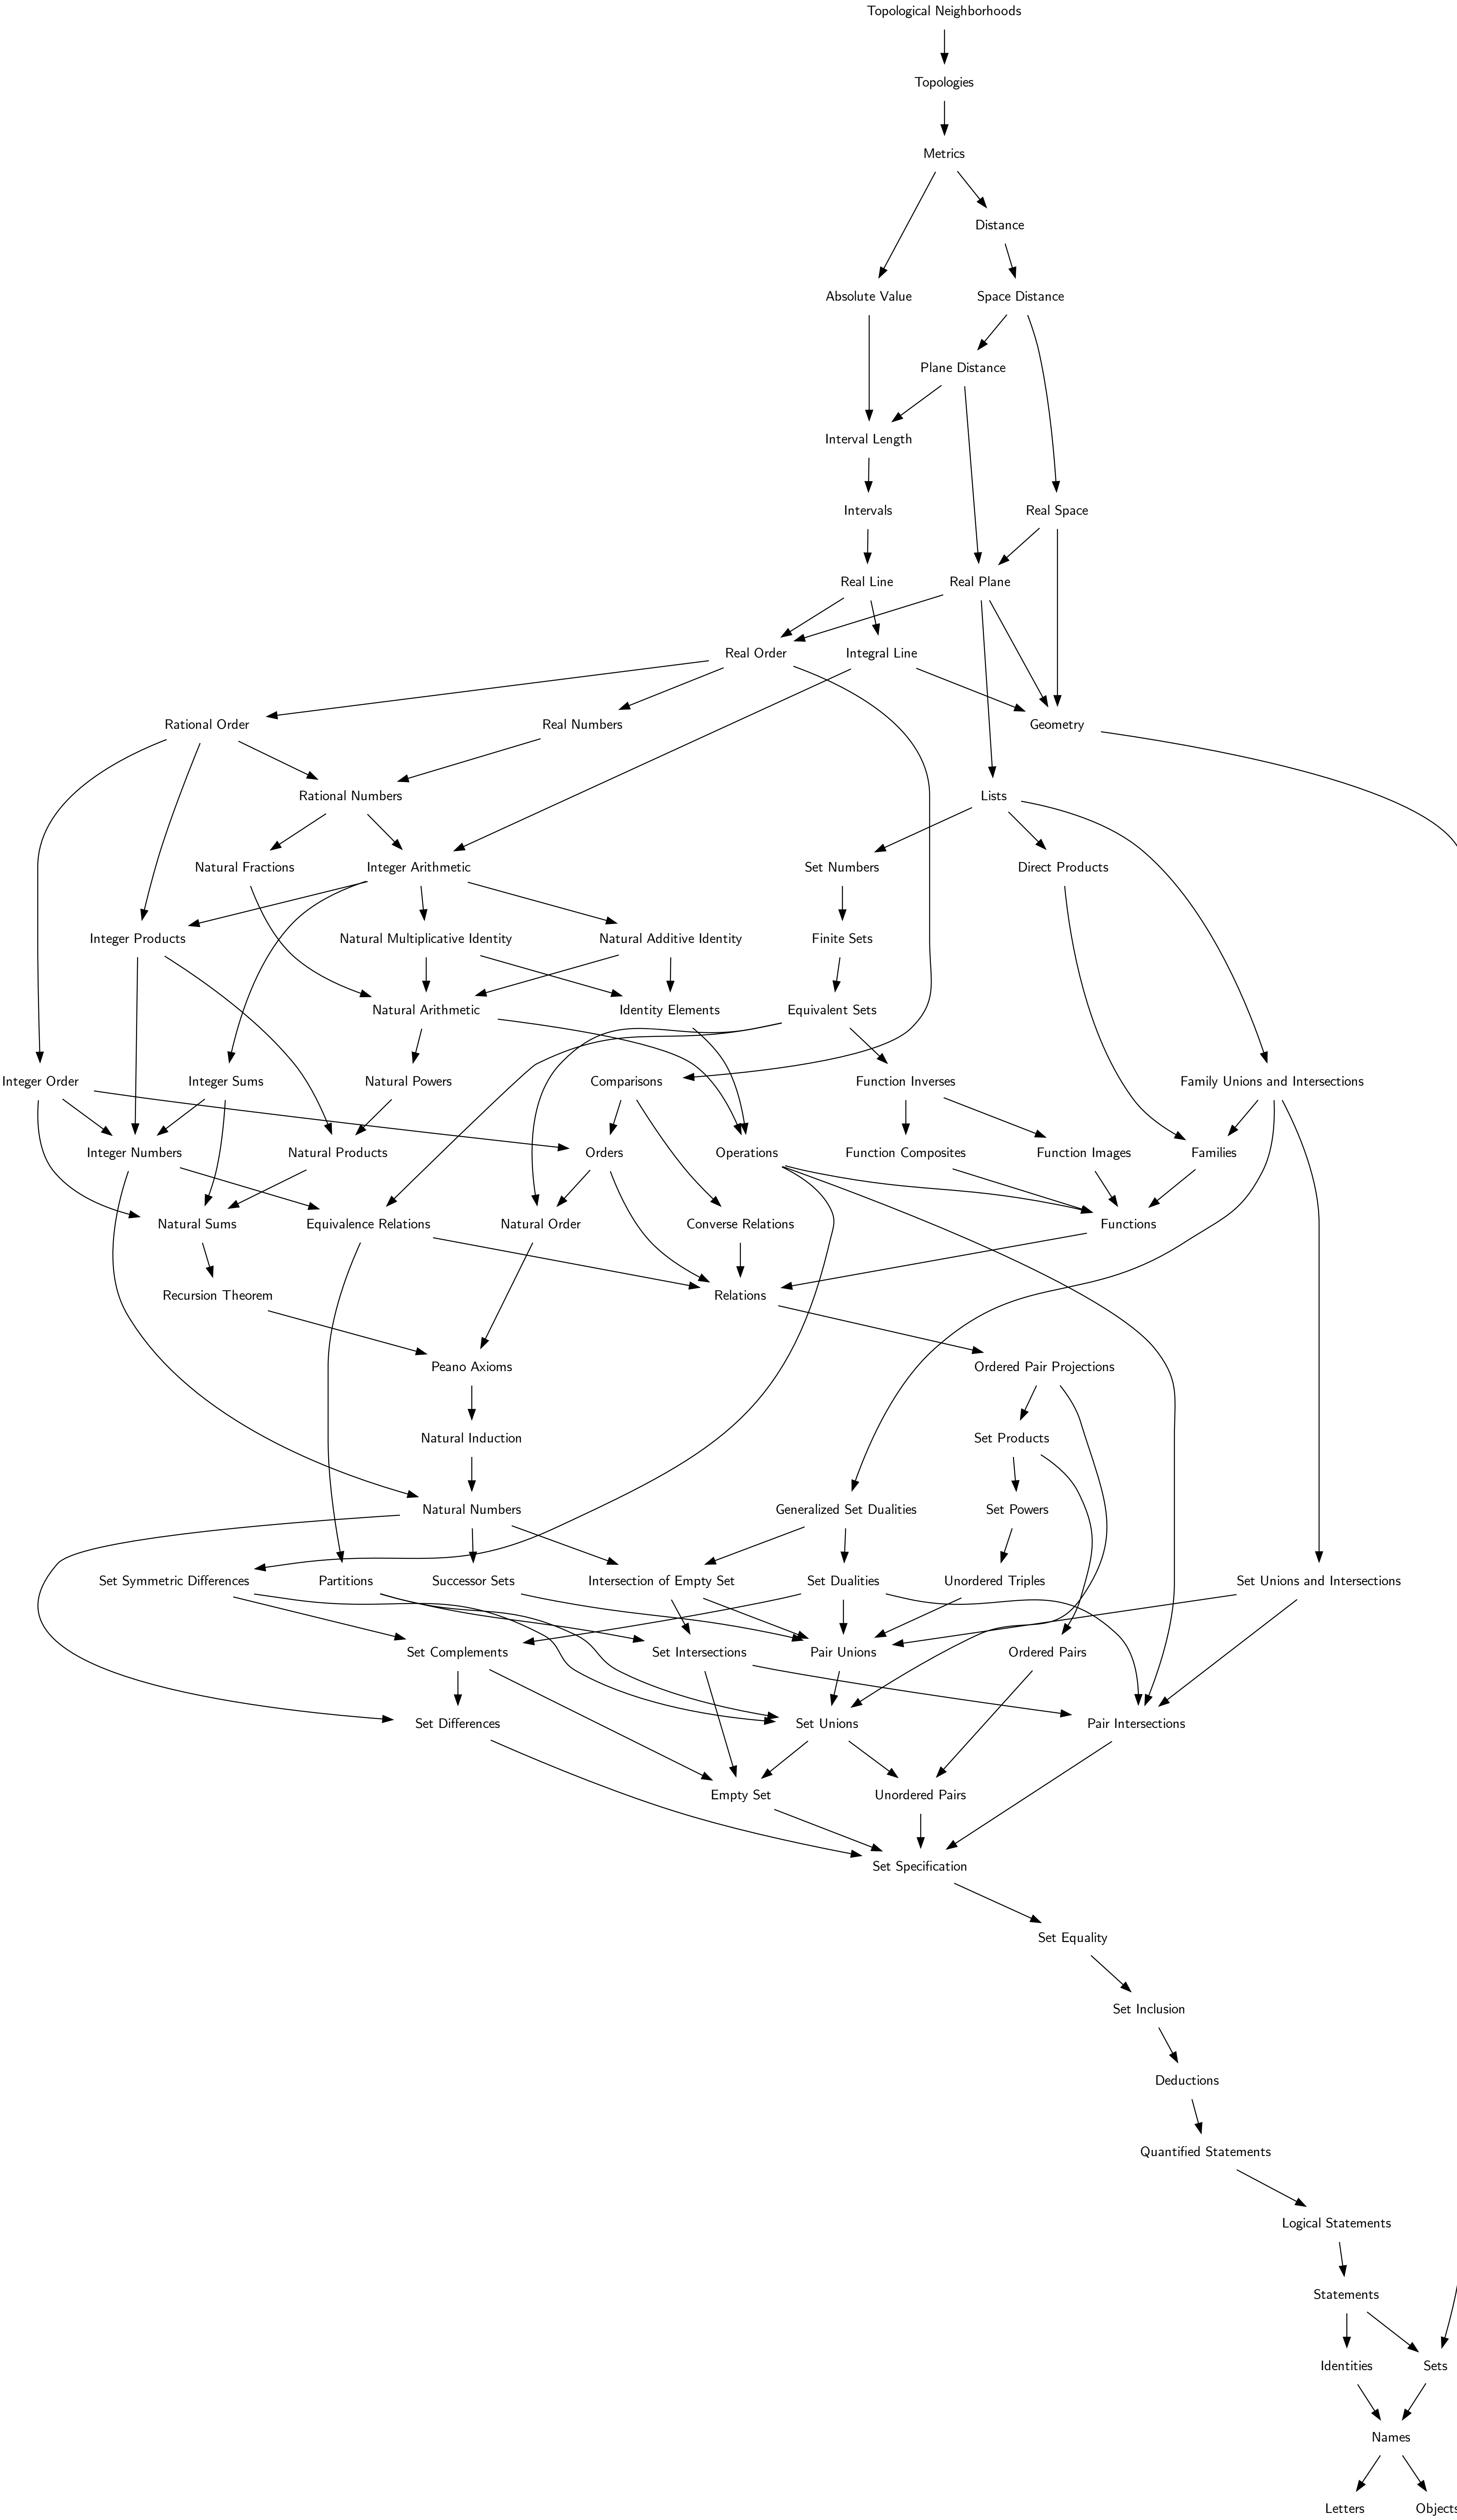 Topological Neighborhoods
Topologies
Metrics
Distance
Absolute Value
Space Distance
Plane Distance
Interval Length
Intervals
Real Space
Real Line
Real Plane
Real Order
Integral Line
Rational Order
Real Numbers
Geometry
Rational Numbers
Lists
Natural Fractions
Integer Arithmetic
Set Numbers
Direct Products
Integer Products
Natural Multiplicative Identity
Natural Additive Identity
Finite Sets
Natural Arithmetic
Identity Elements
Equivalent Sets
Integer Order
Integer Sums
Natural Powers
Comparisons
Function Inverses
Family Unions and Intersections
Integer Numbers
Natural Products
Orders
Operations
Function Composites
Function Images
Families
Natural Sums
Equivalence Relations
Natural Order
Converse Relations
Functions
Recursion Theorem
Relations
Peano Axioms
Ordered Pair Projections
Natural Induction
Set Products
Natural Numbers
Generalized Set Dualities
Set Powers
Set Symmetric Differences
Partitions
Successor Sets
Intersection of Empty Set
Set Dualities
Unordered Triples
Set Unions and Intersections
Set Complements
Set Intersections
Pair Unions
Ordered Pairs
Set Differences
Set Unions
Pair Intersections
Empty Set
Unordered Pairs
Set Specification
Set Equality
Set Inclusion
Deductions
Quantified Statements
Logical Statements
Statements
Identities
Sets
Names
Letters
Objects